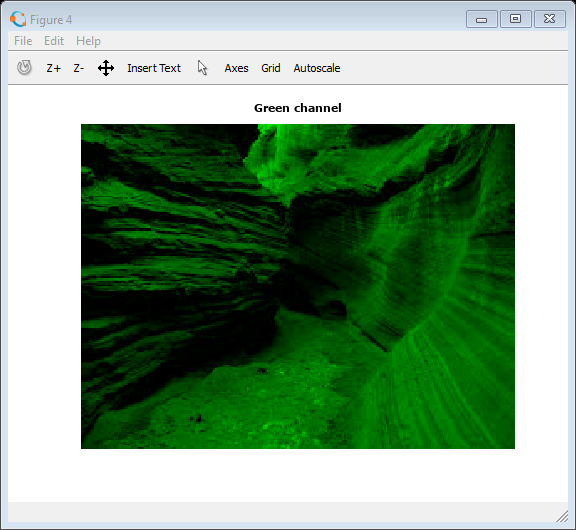 Figure 4
File Edit Help
Z+ Z- Insert Text Axes Grid Autoscale
Green channel